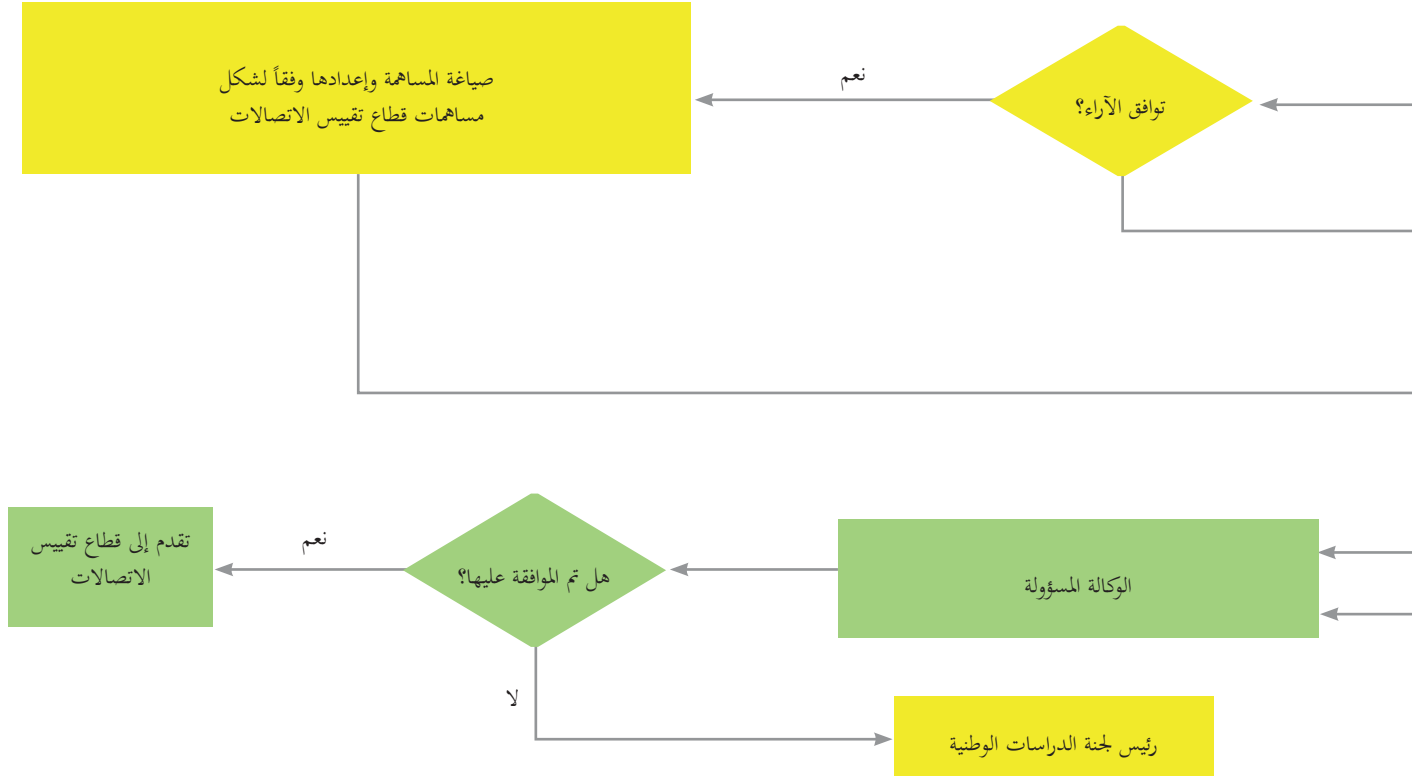 توافق الآراء؟
نعم
صياغة المساهمة وإعدادها وفقاً لشكل
مساهمات قطاع تقييس الاتصالات
الوكالة المسؤولة
هل تم الموافقة عليها؟
نعم
تقدم إلى قطاع تقييس
الاتصالات
لا
رئيس لجنة الدراسات الوطنية